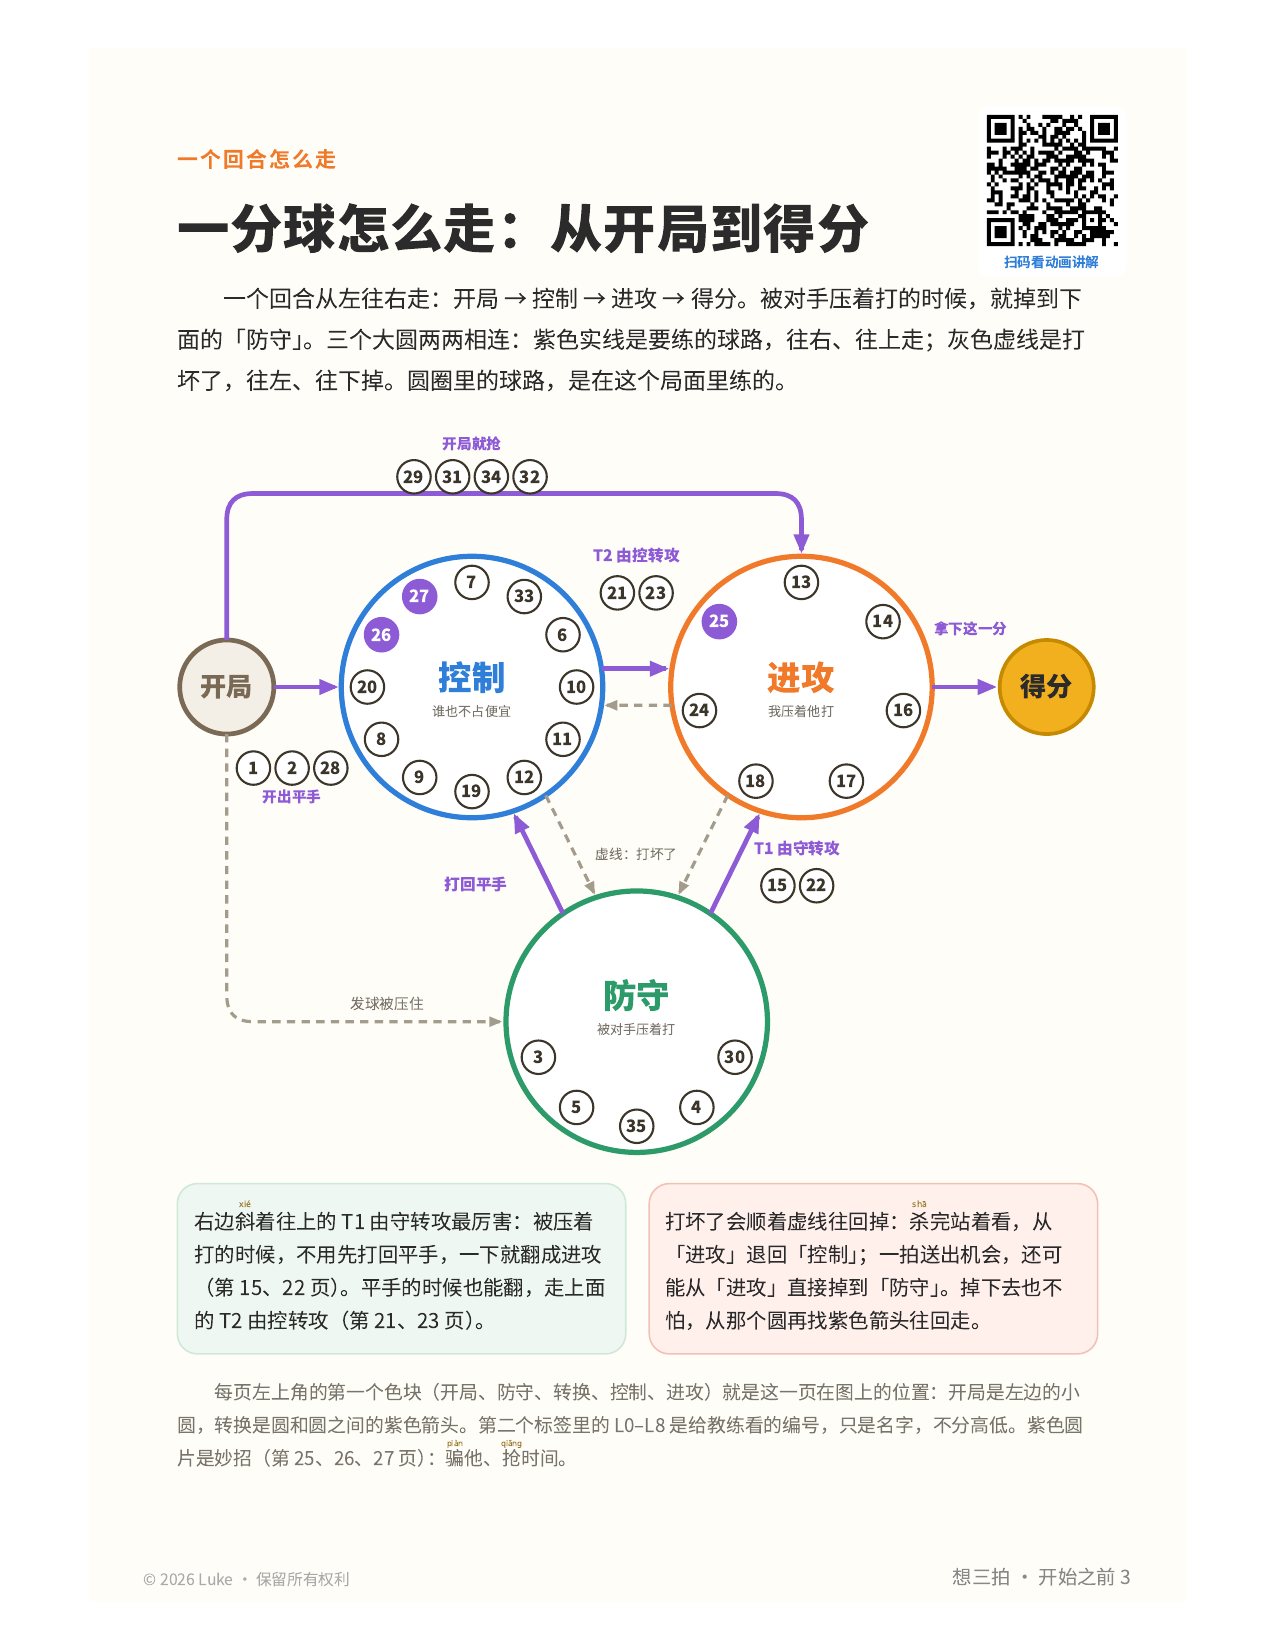 一个回合怎么走
一分球怎么走：从开局到得分
扫码看动画讲解
一个回合从左往右走：开局 → 控制 → 进攻 → 得分。被对手压着打的时候，就掉到下
面的「防守」。三个大圆两两相连：紫色实线是要练的球路，往右、往上走；灰色虚线是打
坏了，往左、往下掉。圆圈里的球路，是在这个局面里练的。
开局就抢
29 31 34 32
T2 由控转攻
21 23
开局
27 7 33
26 6
20 10
8 11
9 19 12
控制
谁也不占便宜
13
25 14
24 16
18 17
进攻
我压着他打
拿下这一分
得分
1 2 28
开出平手
虚线：打坏了
T1 由守转攻
15 22
打回平手
发球被压住
防守
被对手压着打
3 30
5 35 4
xié
右边斜着往上的 T1 由守转攻最厉害：被压着
打的时候，不用先打回平手，一下就翻成进攻
（第 15、22 页）。平手的时候也能翻，走上面
的 T2 由控转攻（第 21、23 页）。
shā
打坏了会顺着虚线往回掉：杀完站着看，从
「进攻」退回「控制」；一拍送出机会，还可
能从「进攻」直接掉到「防守」。掉下去也不
怕，从那个圆再找紫色箭头往回走。
每页左上角的第一个色块（开局、防守、转换、控制、进攻）就是这一页在图上的位置：开局是左边的小
圆，转换是圆和圆之间的紫色箭头。第二个标签里的 L0–L8 是给教练看的编号，只是名字，不分高低。紫色圆
piàn qiǎng
片是妙招（第 25、26、27 页）：骗他、抢时间。
© 2026 Luke · 保留所有权利
想三拍 · 开始之前 3